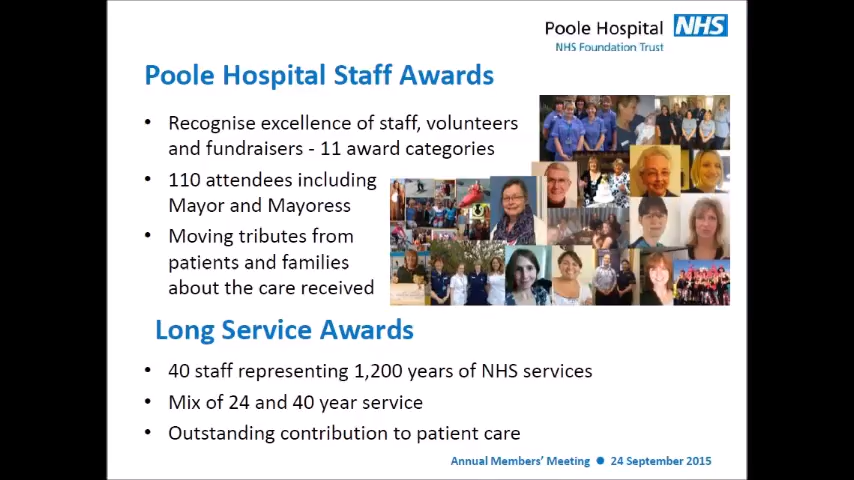 Poole Hospital NHS
NHS Foundation Trust
Poole Hospital Staff Awards
• Recognise excellence of staff, volunteers
and fundraisers - 11 award categories
• 110 attendees including
Mayor and Mayoress
• Moving tributes from
patients and families
about the care received
Long Service Awards
• 40 staff representing 1,200 years of NHS services
• Mix of 24 and 40 year service
• Outstanding contribution to patient care
Annual Members’ Meeting ● 24 September 2015